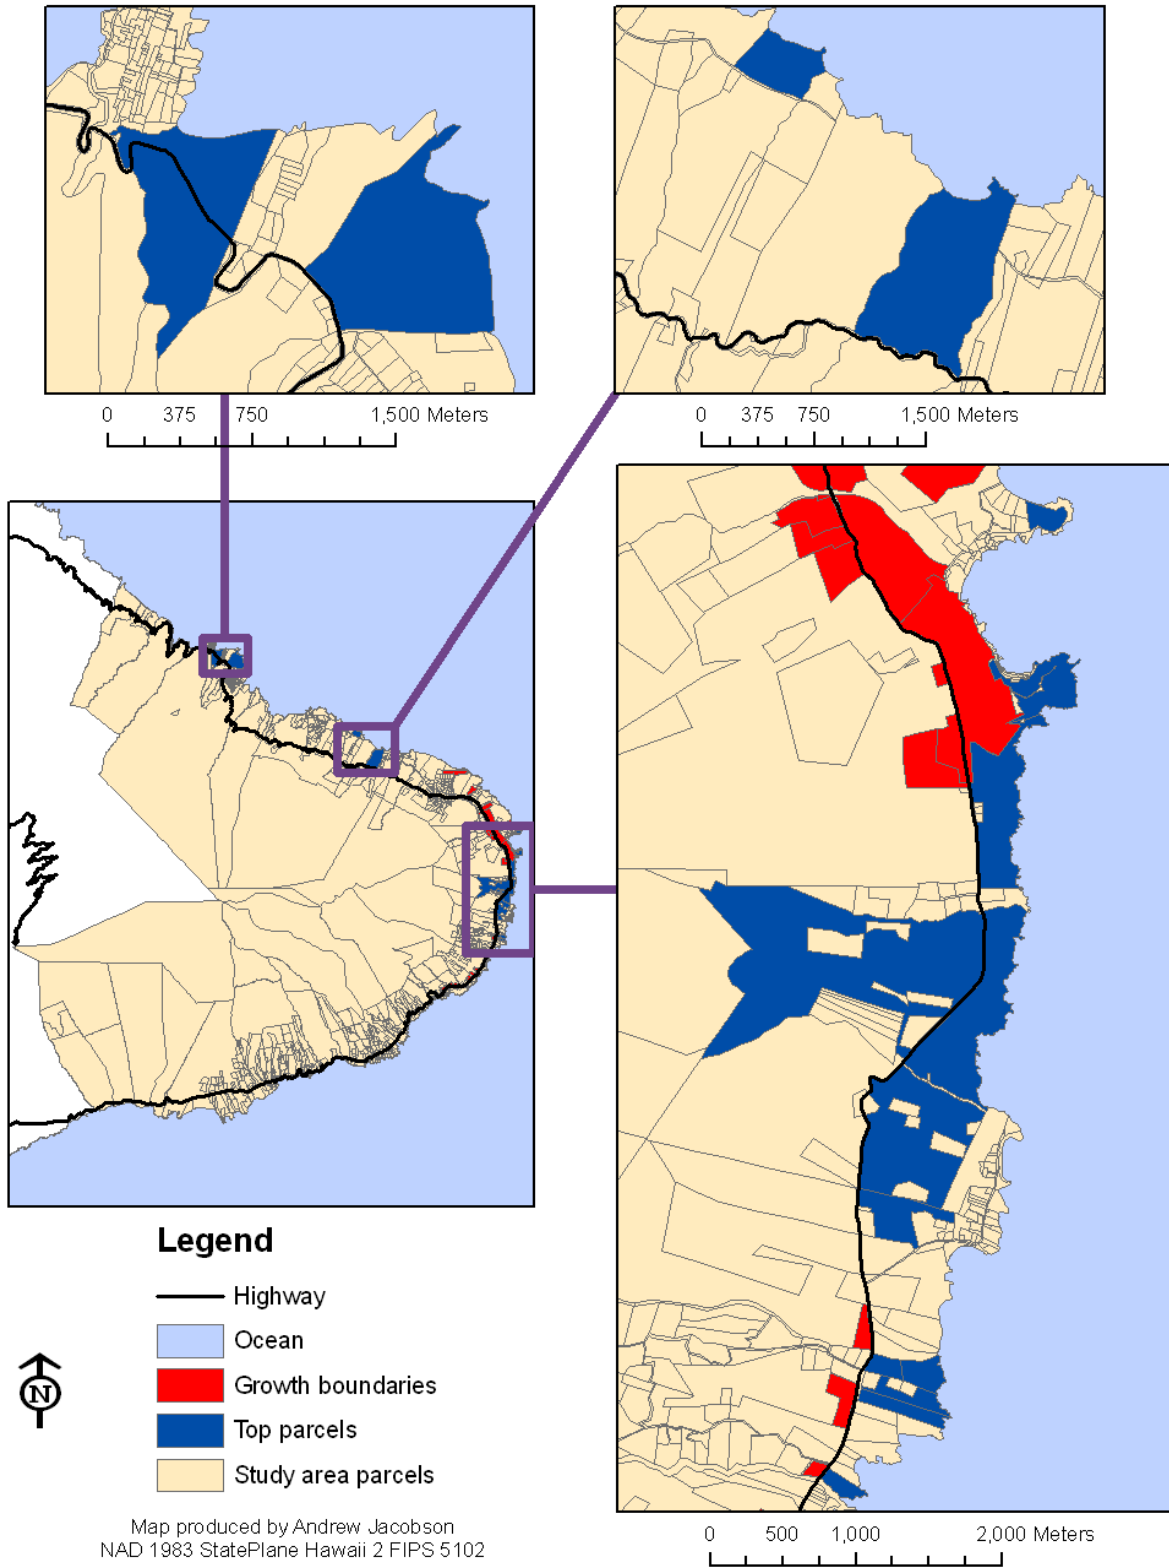 0 375 750 1,500 Meters
0 375 750 1,500 Meters
Legend
Highway
Ocean
Growth boundaries
Top parcels
Study area parcels
N
Map produced by Andrew Jacobson
NAD 1983 StatePlane Hawaii 2 FIPS 5102
0 500 1,000 2,000 Meters